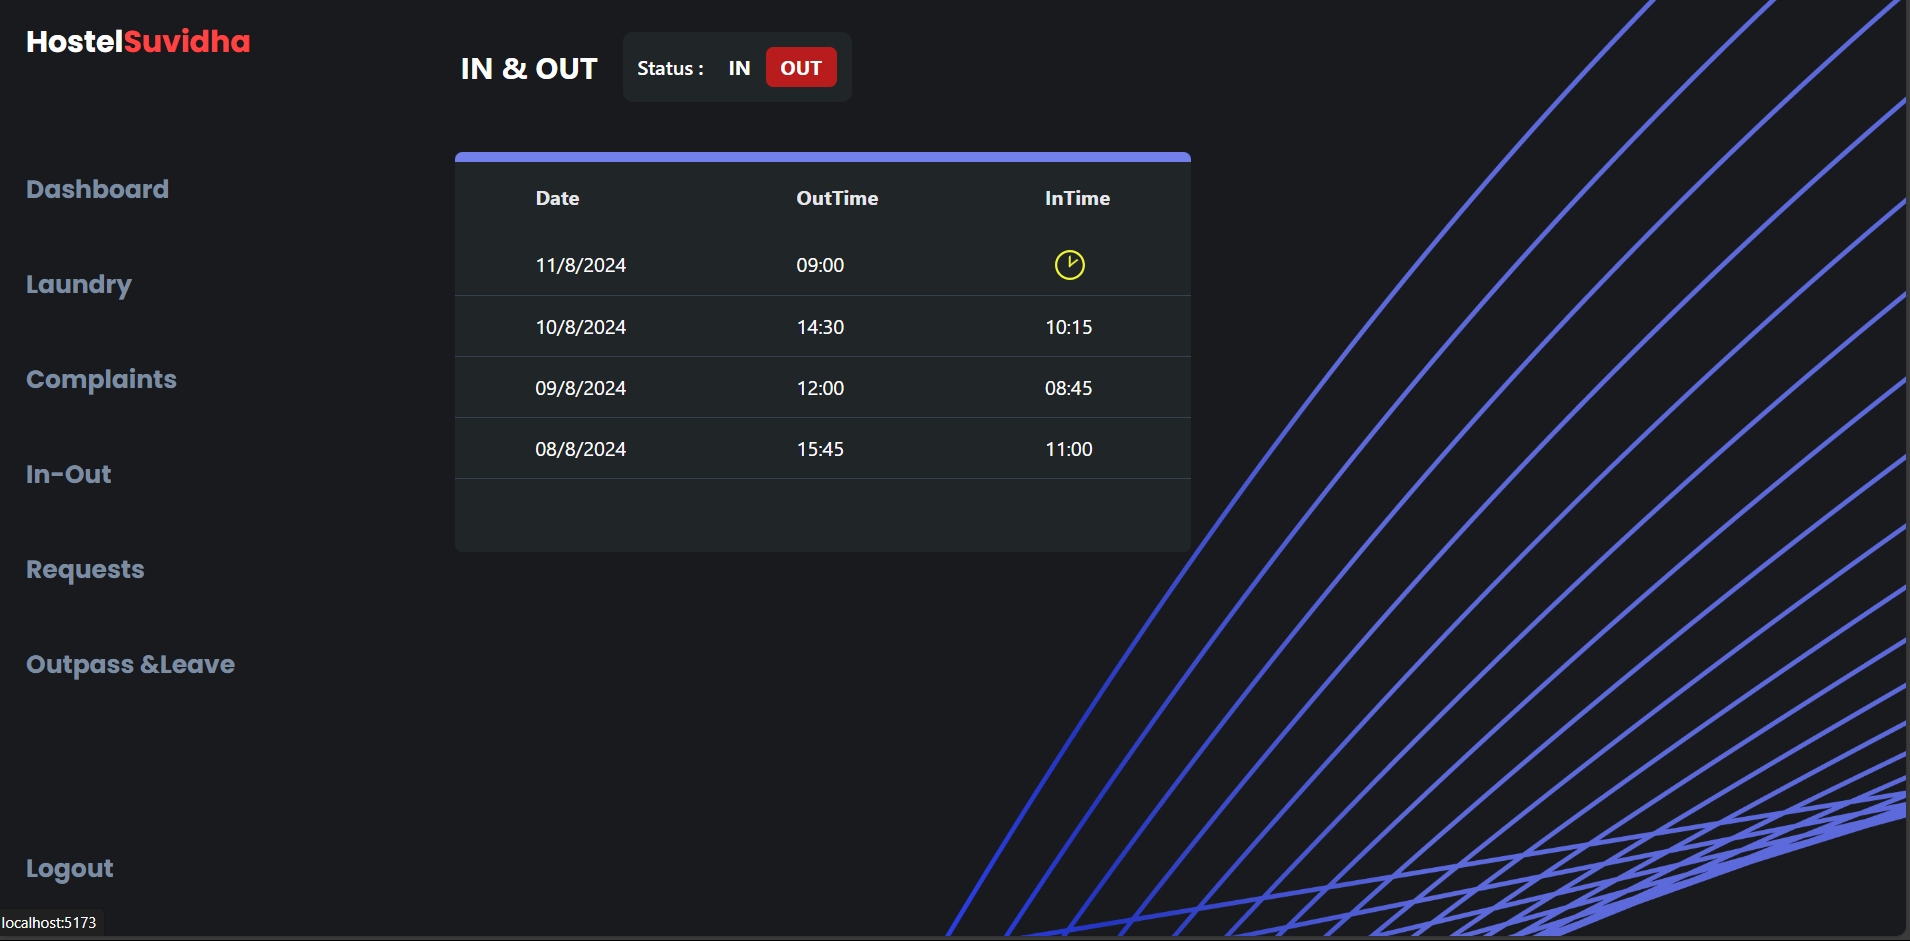 HostelSuvidha
IN & OUT
Status : IN OUT
Dashboard
Laundry
Complaints
In-Out
Requests
Outpass &Leave
Logout
Date OutTime InTime
11/8/2024 09:00
10/8/2024 14:30 10:15
09/8/2024 12:00 08:45
08/8/2024 15:45 11:00
localhost:5173